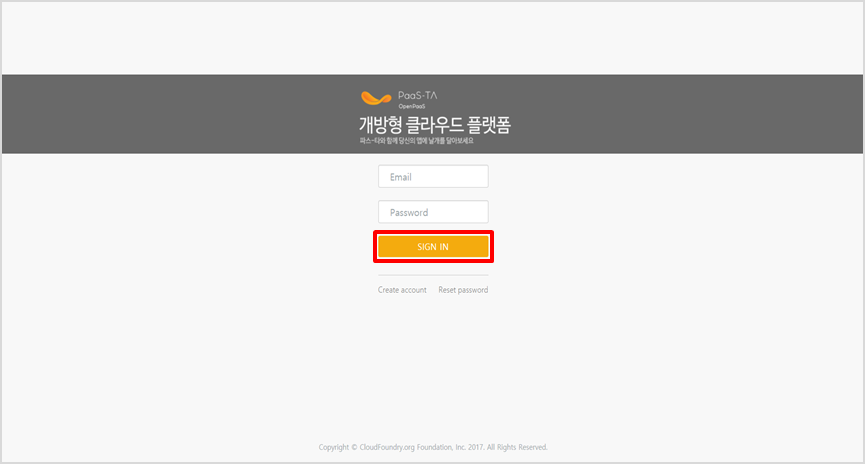 PaaS-TA
OpenPaaS
개방형 클라우드 플랫폼
파스-타와 함께 당신의 앱에 날개를 달아보세요
Email
Password
SIGN IN
Create account Reset password
Copyright © CloudFoundry.org Foundation, Inc. 2017. All Rights Reserved.